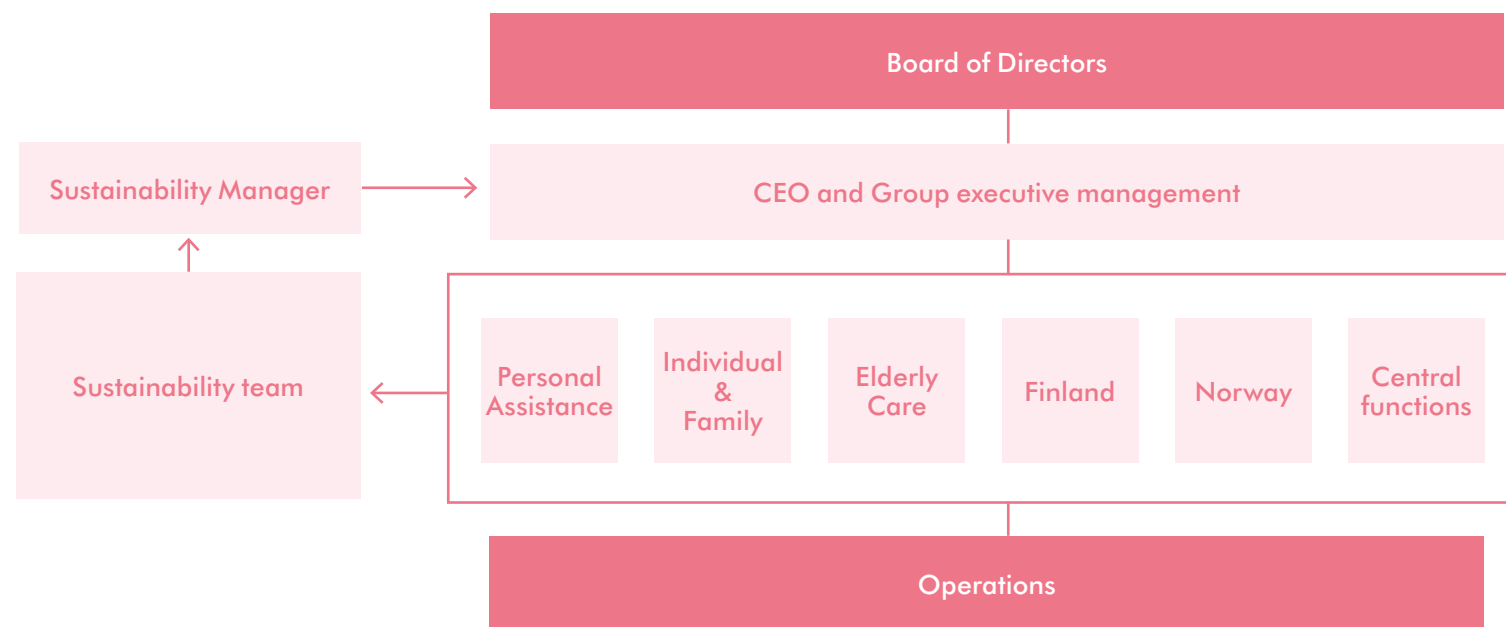 Board of Directors
Sustainability Manager
CEO and Group executive management
Sustainability team
Personal
Assistance
Individual
&
Family
Elderly
Care
Finland
Norway
Central
functions
Operations